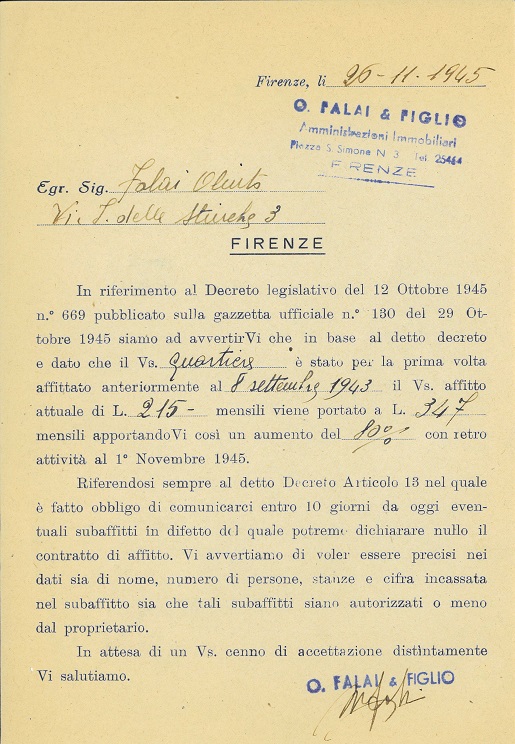 Firenze, li 26-11-1945
O. FALAI & FIGLIO
Amministrazioni Immobiliari
Piazza S. Simone N. 3 Tel. 25464
FIRENZE
Egr. Sig. Falai Olinto
Vi. I. delle Stinche 3
FIRENZE
In riferimento al Decreto legislativo del 12 Ottobre 1945
n.° 669 pubblicato sulla gazzetta ufficiale n.° 130 del 29 Ot-
tobre 1945 siamo ad avvertirVi che in base al detto decreto
e dato che il Vs. quartiere è stato per la prima volta
affittato anteriormente al 8 settembre 1943 il Vs. affitto
attuale di L. 215- mensili viene portato a L. 347
mensili apportandoVi così un aumento del 80% con retro
attività al 1° Novembre 1945.
Riferendosi sempre al detto Decreto Articolo 13 nel quale
è fatto obbligo di comunicarci entro 10 giorni da oggi even-
tuali subaffitti in difetto del quale potremo dichiarare nullo il
contratto di affitto. Vi avvertiamo di voler essere precisi nei
dati sia di nome, numero di persone, stanze e cifra incassata
nel subaffitto sia che tali subaffitti siano autorizzati o meno
dal proprietario.
In attesa di un Vs. cenno di accettazione distintamente
Vi salutiamo.
O. FALAI & FIGLIO